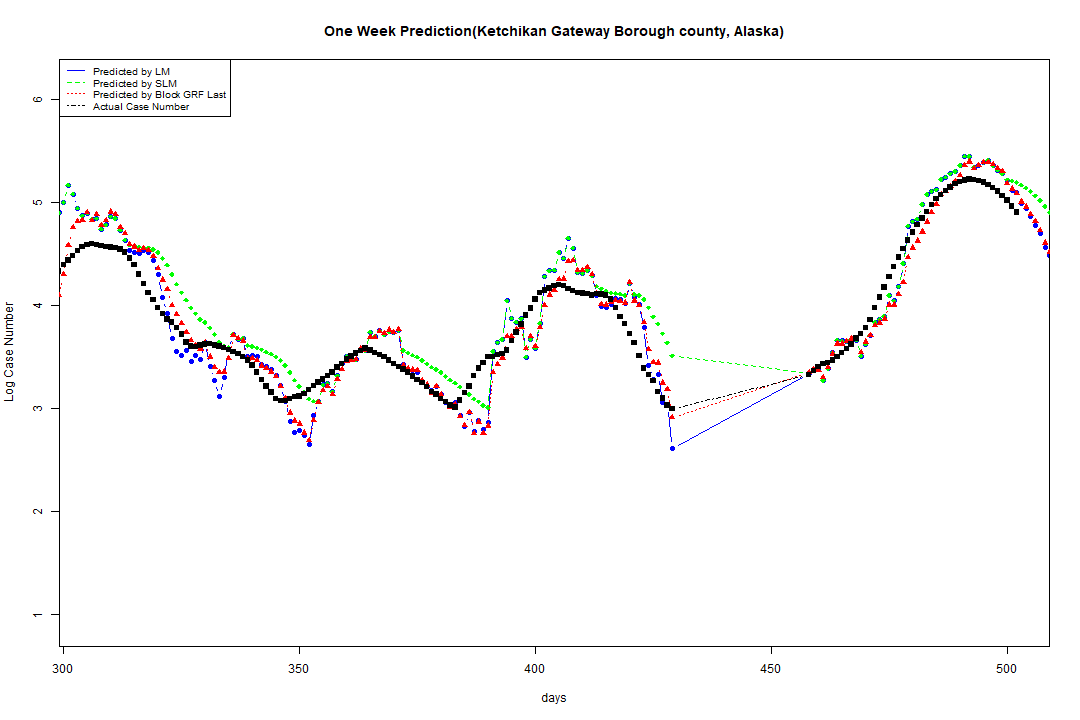 One Week Prediction(Ketchikan Gateway Borough county, Alaska)
Predicted by LM
Predicted by SLM
Predicted by Block GRF Last
Actual Case Number
Log Case Number
6
5
4
3
2
1
300 350 400 450 500
days